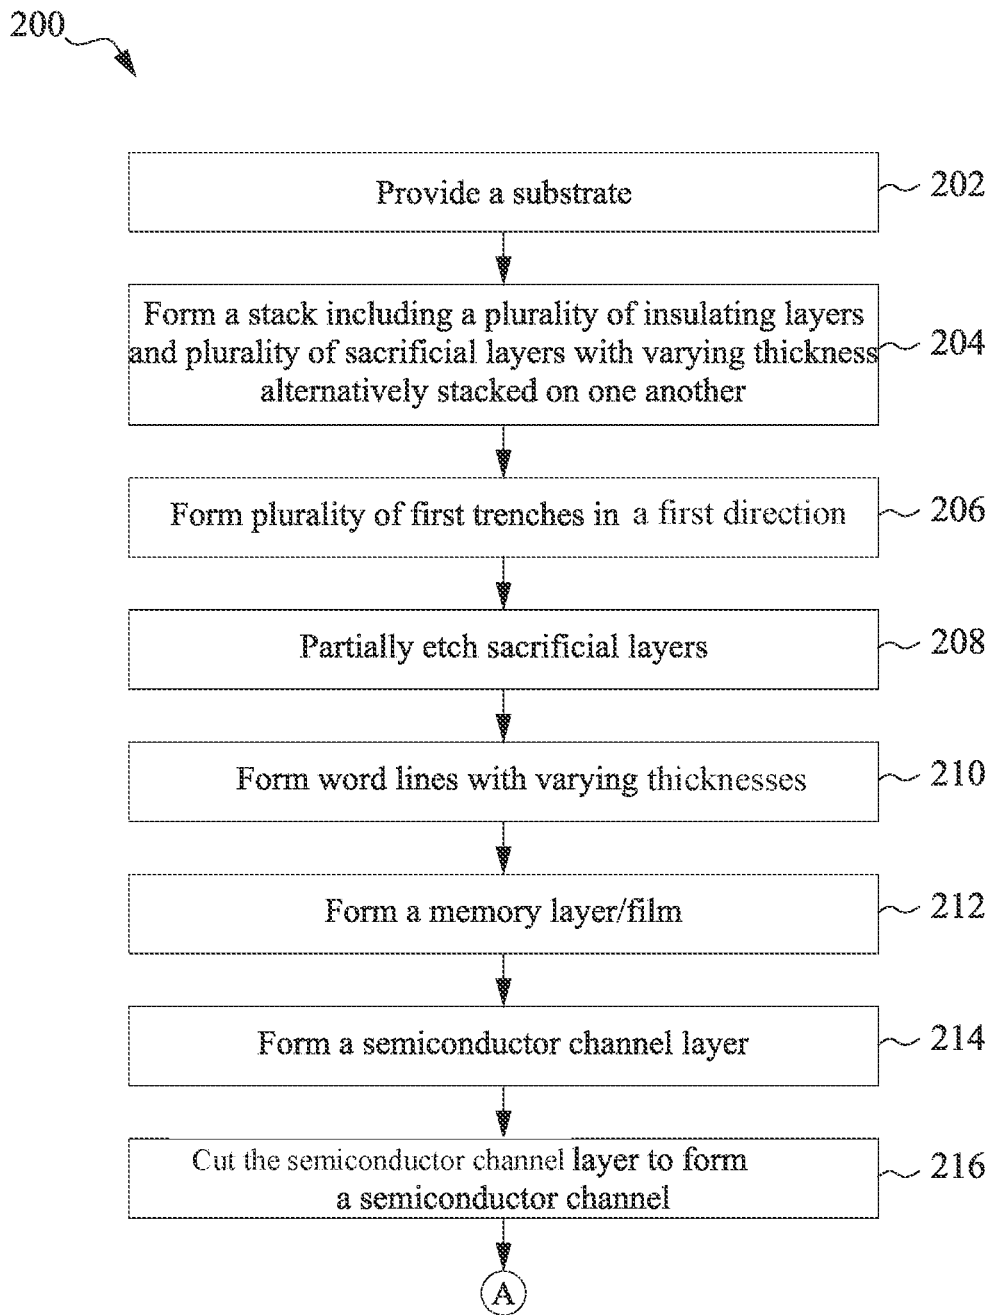 200
Provide a substrate
202
Form a stack including a plurality of insulating layers
and plurality of sacrificial layers with varying thickness
alternatively stacked on one another
204
Form plurality of first trenches in a first direction
206
Partially etch sacrificial layers
208
Form word lines with varying thicknesses
210
Form a memory layer/film
212
Form a semiconductor channel layer
214
Cut the semiconductor channel layer to form
a semiconductor channel
216
A